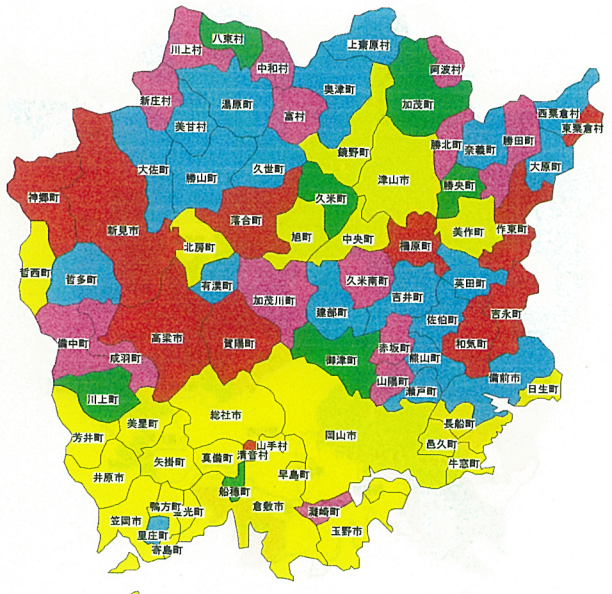 八束村
川上村
上齋原村
中和村
阿波村
奥津町
新庄村
湯原町
富村
加茂町
西粟倉村
美甘村
東粟倉村
勝北町
勝田町
奈義町
鏡野町
大原町
大佐町
久世町
勝山町
津山市
勝央町
神郷町
久米町
作東町
落合町
新見市
旭町
中央町
美作町
柵原町
北房町
哲西町
哲多町
有漢町
久米南町
英田町
加茂川町
吉井町
建部町
吉永町
佐伯町
高梁市
賀陽町
備中町
和気町
赤坂町
成羽町
御津町
熊山町
備前市
山陽町
瀬戸町
日生町
川上町
総社市
美星町
長船町
芳井町
岡山市
山手村
邑久町
清音村
真備町
矢掛町
牛窓町
早島町
井原市
船穂町
鴨方町
倉敷市
灘崎町
金光町
笠岡市
玉野市
里庄町
寄島町